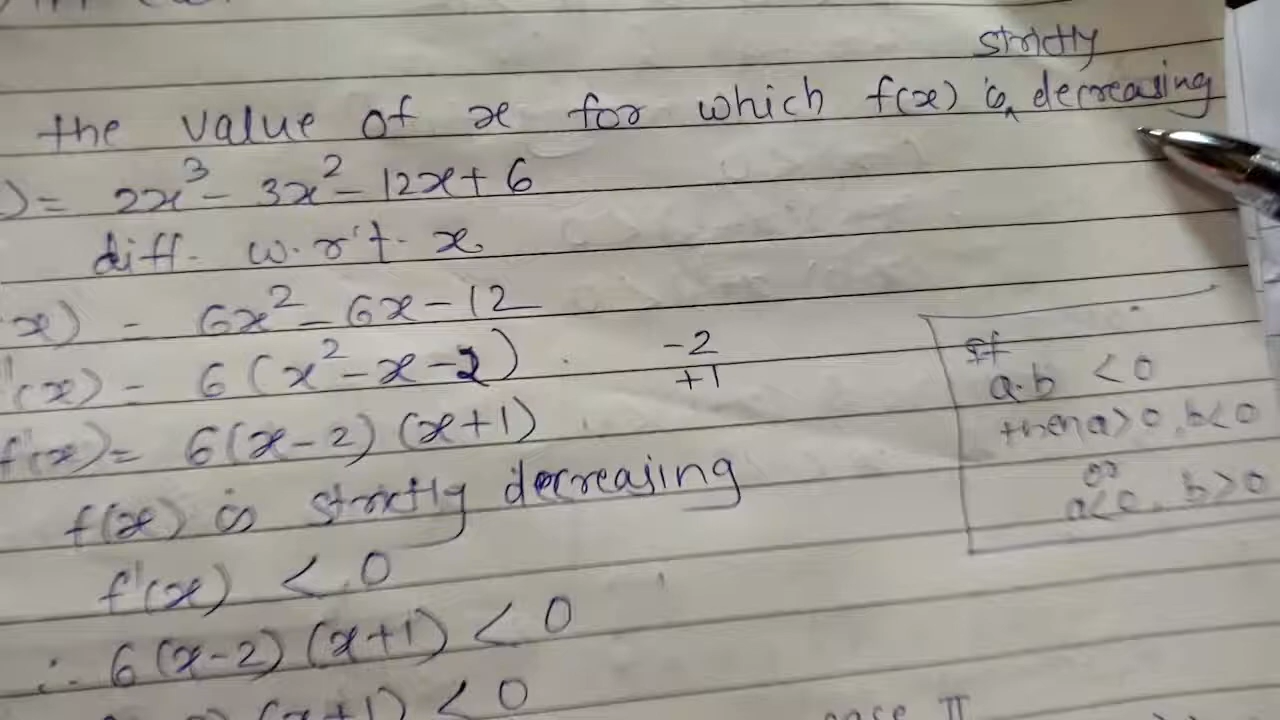 strictly
the value of x for which f(x) is ^ decreasing
) = 2x³ - 3x² - 12x + 6
diff. w.r.t. x
x) = 6x² - 6x - 12
'(x) = 6(x² - x - 2)
-2
+1
f'(x) = 6(x-2)(x+1)
If
a.b < 0
then a>0, b<0
or
a<0, b>0
f(x) is strictly decreasing
f'(x) < 0
∴ 6(x-2)(x+1) < 0
(x+1) < 0
case II